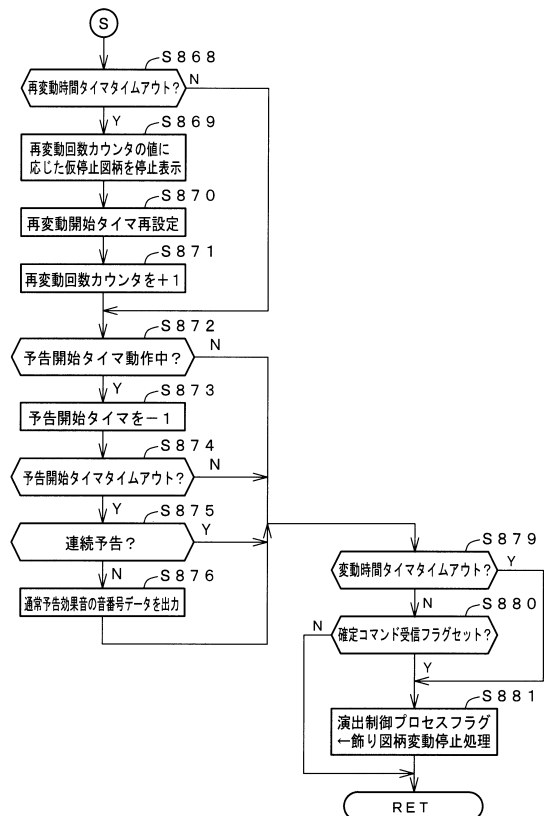 S
S868
再変動時間タイマタイムアウト?
N
Y
S869
再変動回数カウンタの値に
応じた仮停止図柄を停止表示
S870
再変動開始タイマ再設定
S871
再変動回数カウンタを+1
S872
予告開始タイマ動作中?
N
Y
S873
予告開始タイマを-1
S874
予告開始タイマタイムアウト?
N
Y
S875
連続予告?
Y
N
S876
通常予告効果音の音番号データを出力
S879
変動時間タイマタイムアウト?
Y
N
S880
確定コマンド受信フラグセット?
N
Y
S881
演出制御プロセスフラグ
←飾り図柄変動停止処理
RET